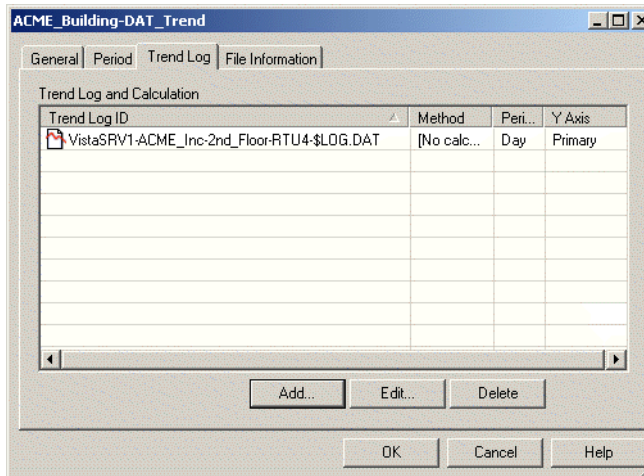 ACME_Building-DAT_Trend
General Period Trend Log File Information
Trend Log and Calculation
Trend Log ID Method Peri... Y Axis
VistaSRV1-ACME_Inc-2nd_Floor-RTU4-$LOG.DAT [No calc... Day Primary
Add... Edit... Delete
OK Cancel Help